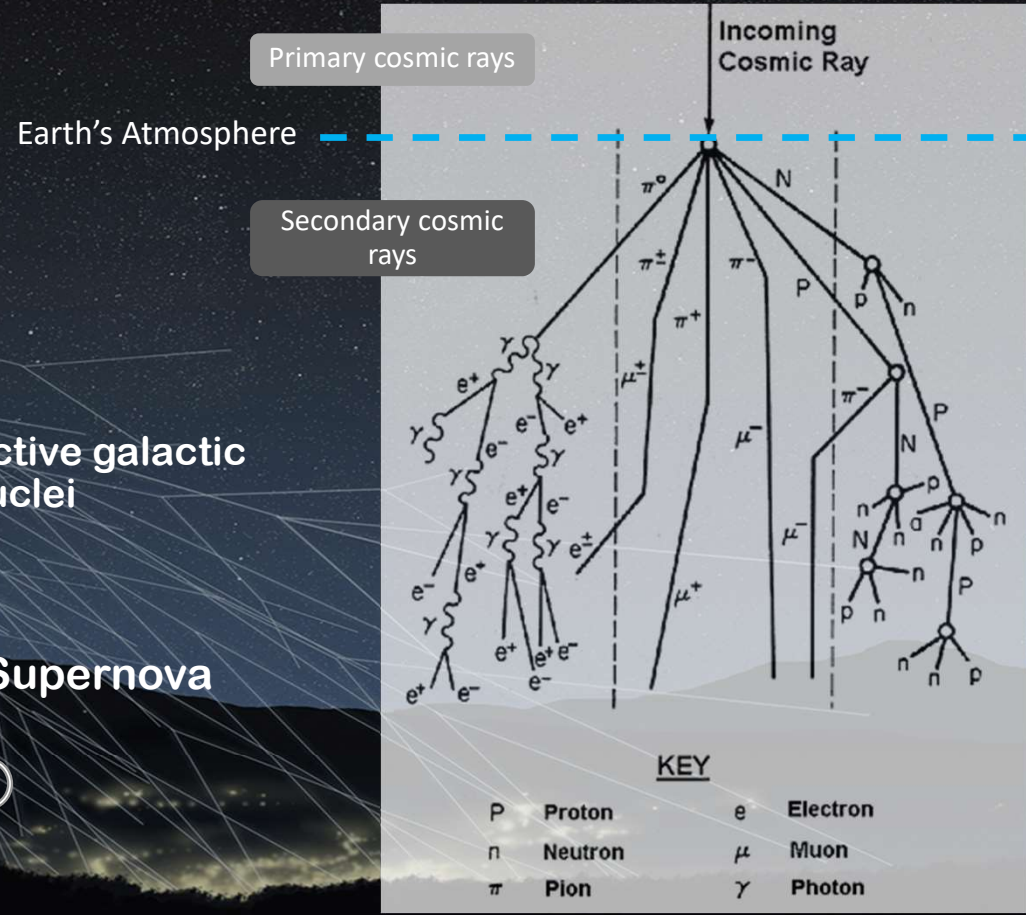 Incoming
Cosmic Ray
Primary cosmic rays
Earth's Atmosphere
Secondary cosmic
rays
π° N
π± π⁻ P p n
π⁺
γ γ γ
e⁺ μ± π⁻
γ e⁻ e⁻ e⁺ μ⁻ N P
ctive galactic
uclei
γ γ e⁺ e⁻ n p n a n n p n
γ γ e± μ⁻ N
e⁻ e⁺ μ⁺ p n n P
γ
e⁺ e⁺ e⁻ e⁻
Supernova
e⁺ e⁻ n n p
KEY
P Proton e Electron
n Neutron μ Muon
π Pion γ Photon